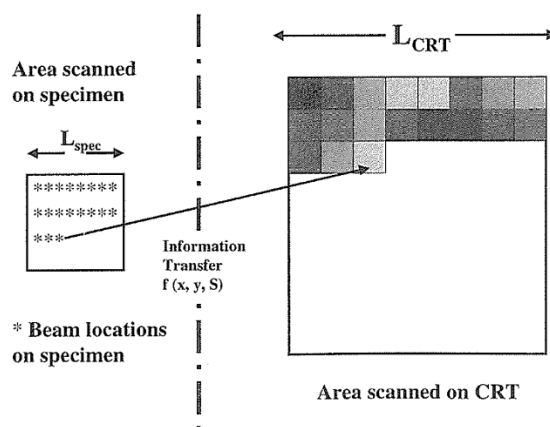 L_CRT
Area scanned
on specimen
L_spec
********
********
***
Information
Transfer
f (x, y, S)
* Beam locations
on specimen
Area scanned on CRT